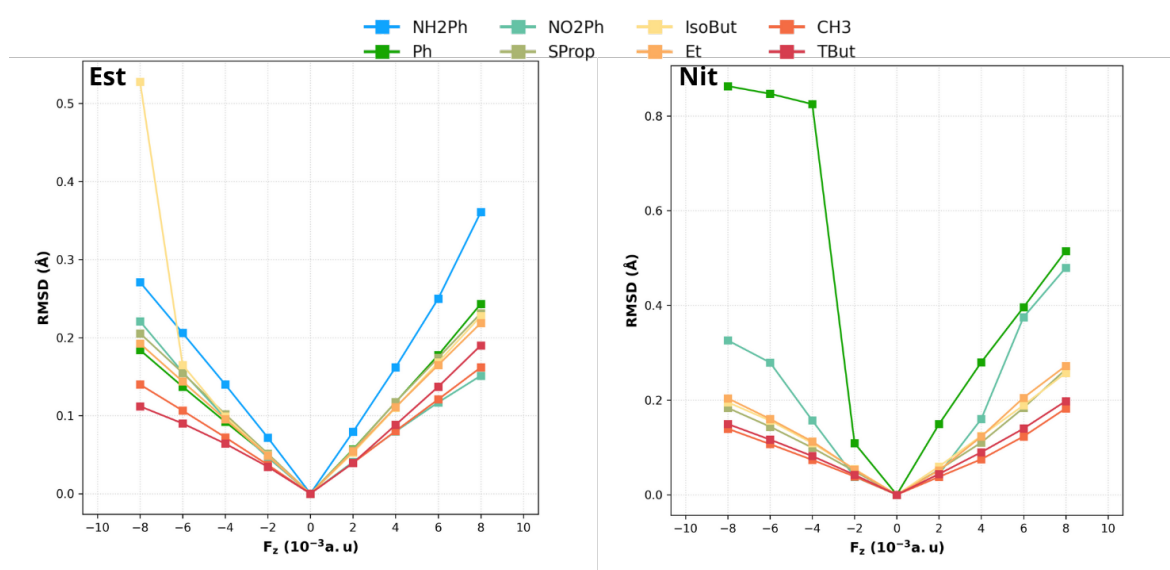 NH2Ph NO2Ph IsoBut CH3
Ph SProp Et TBut
Est
Nit
RMSD (Å)
0.5
0.4
0.3
0.2
0.1
0.0
−10 −8 −6 −4 −2 0 2 4 6 8 10
Fz (10−3a.u)
RMSD (Å)
0.8
0.6
0.4
0.2
0.0
−10 −8 −6 −4 −2 0 2 4 6 8 10
Fz (10−3a.u)